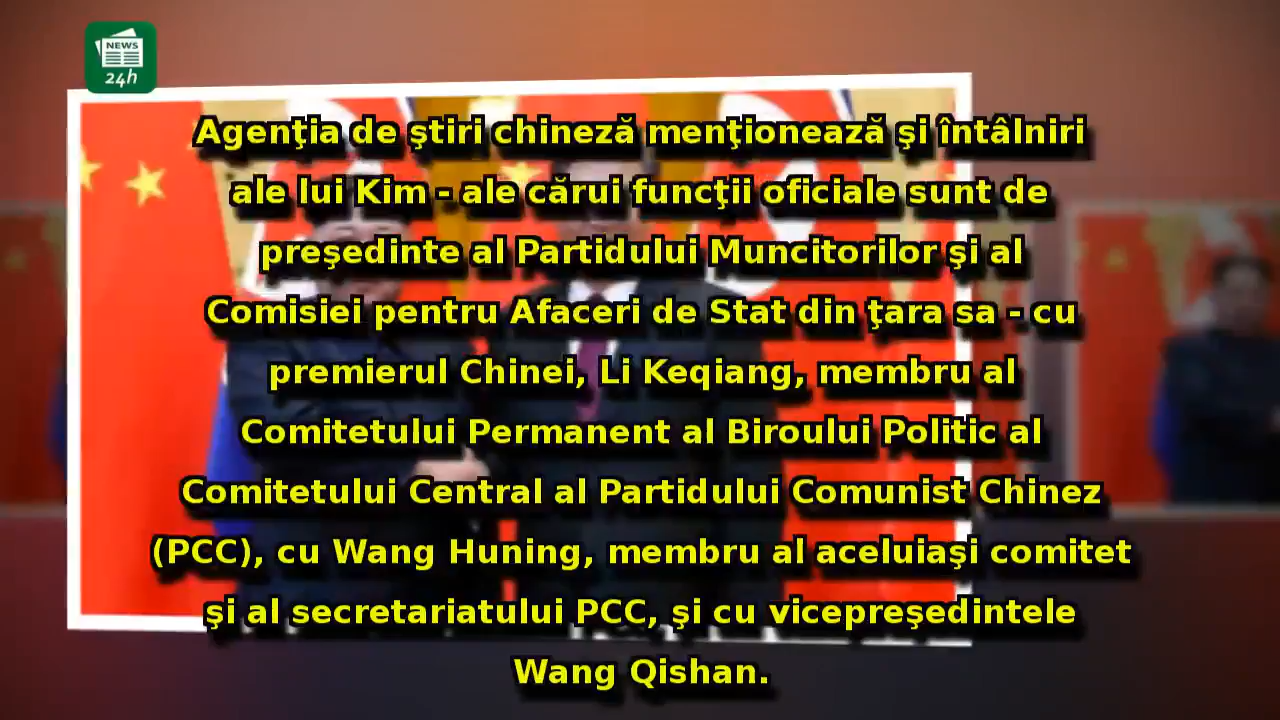 NEWS
24h
Agenţia de ştiri chineză menţionează şi întâlniri
ale lui Kim - ale cărui funcţii oficiale sunt de
preşedinte al Partidului Muncitorilor şi al
Comisiei pentru Afaceri de Stat din ţara sa - cu
premierul Chinei, Li Keqiang, membru al
Comitetului Permanent al Biroului Politic al
Comitetului Central al Partidului Comunist Chinez
(PCC), cu Wang Huning, membru al aceluiaşi comitet
şi al secretariatului PCC, şi cu vicepreşedintele
Wang Qishan.